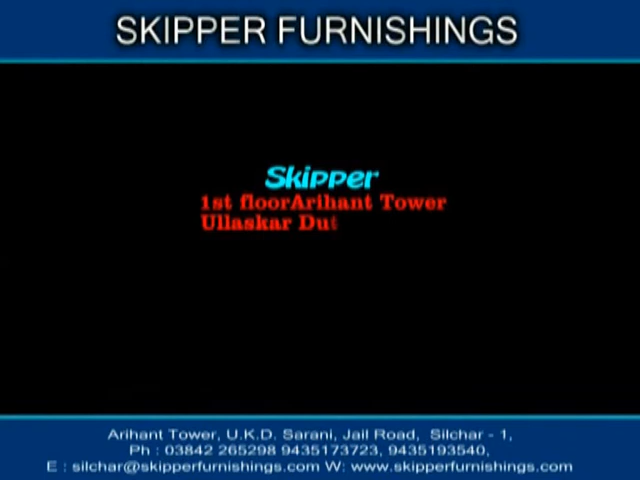 SKIPPER FURNISHINGS
Skipper
1st floorArihant Tower
Ullaskar Dut
Arihant Tower, U.K.D. Sarani, Jail Road, Silchar - 1,
Ph : 03842 265298 9435173723, 9435193540,
E : silchar@skipperfurnishings.com W: www.skipperfurnishings.com